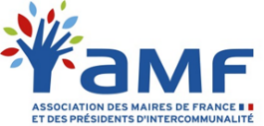 aMF
ASSOCIATION DES MAIRES DE FRANCE
ET DES PRÉSIDENTS D'INTERCOMMUNALITÉ